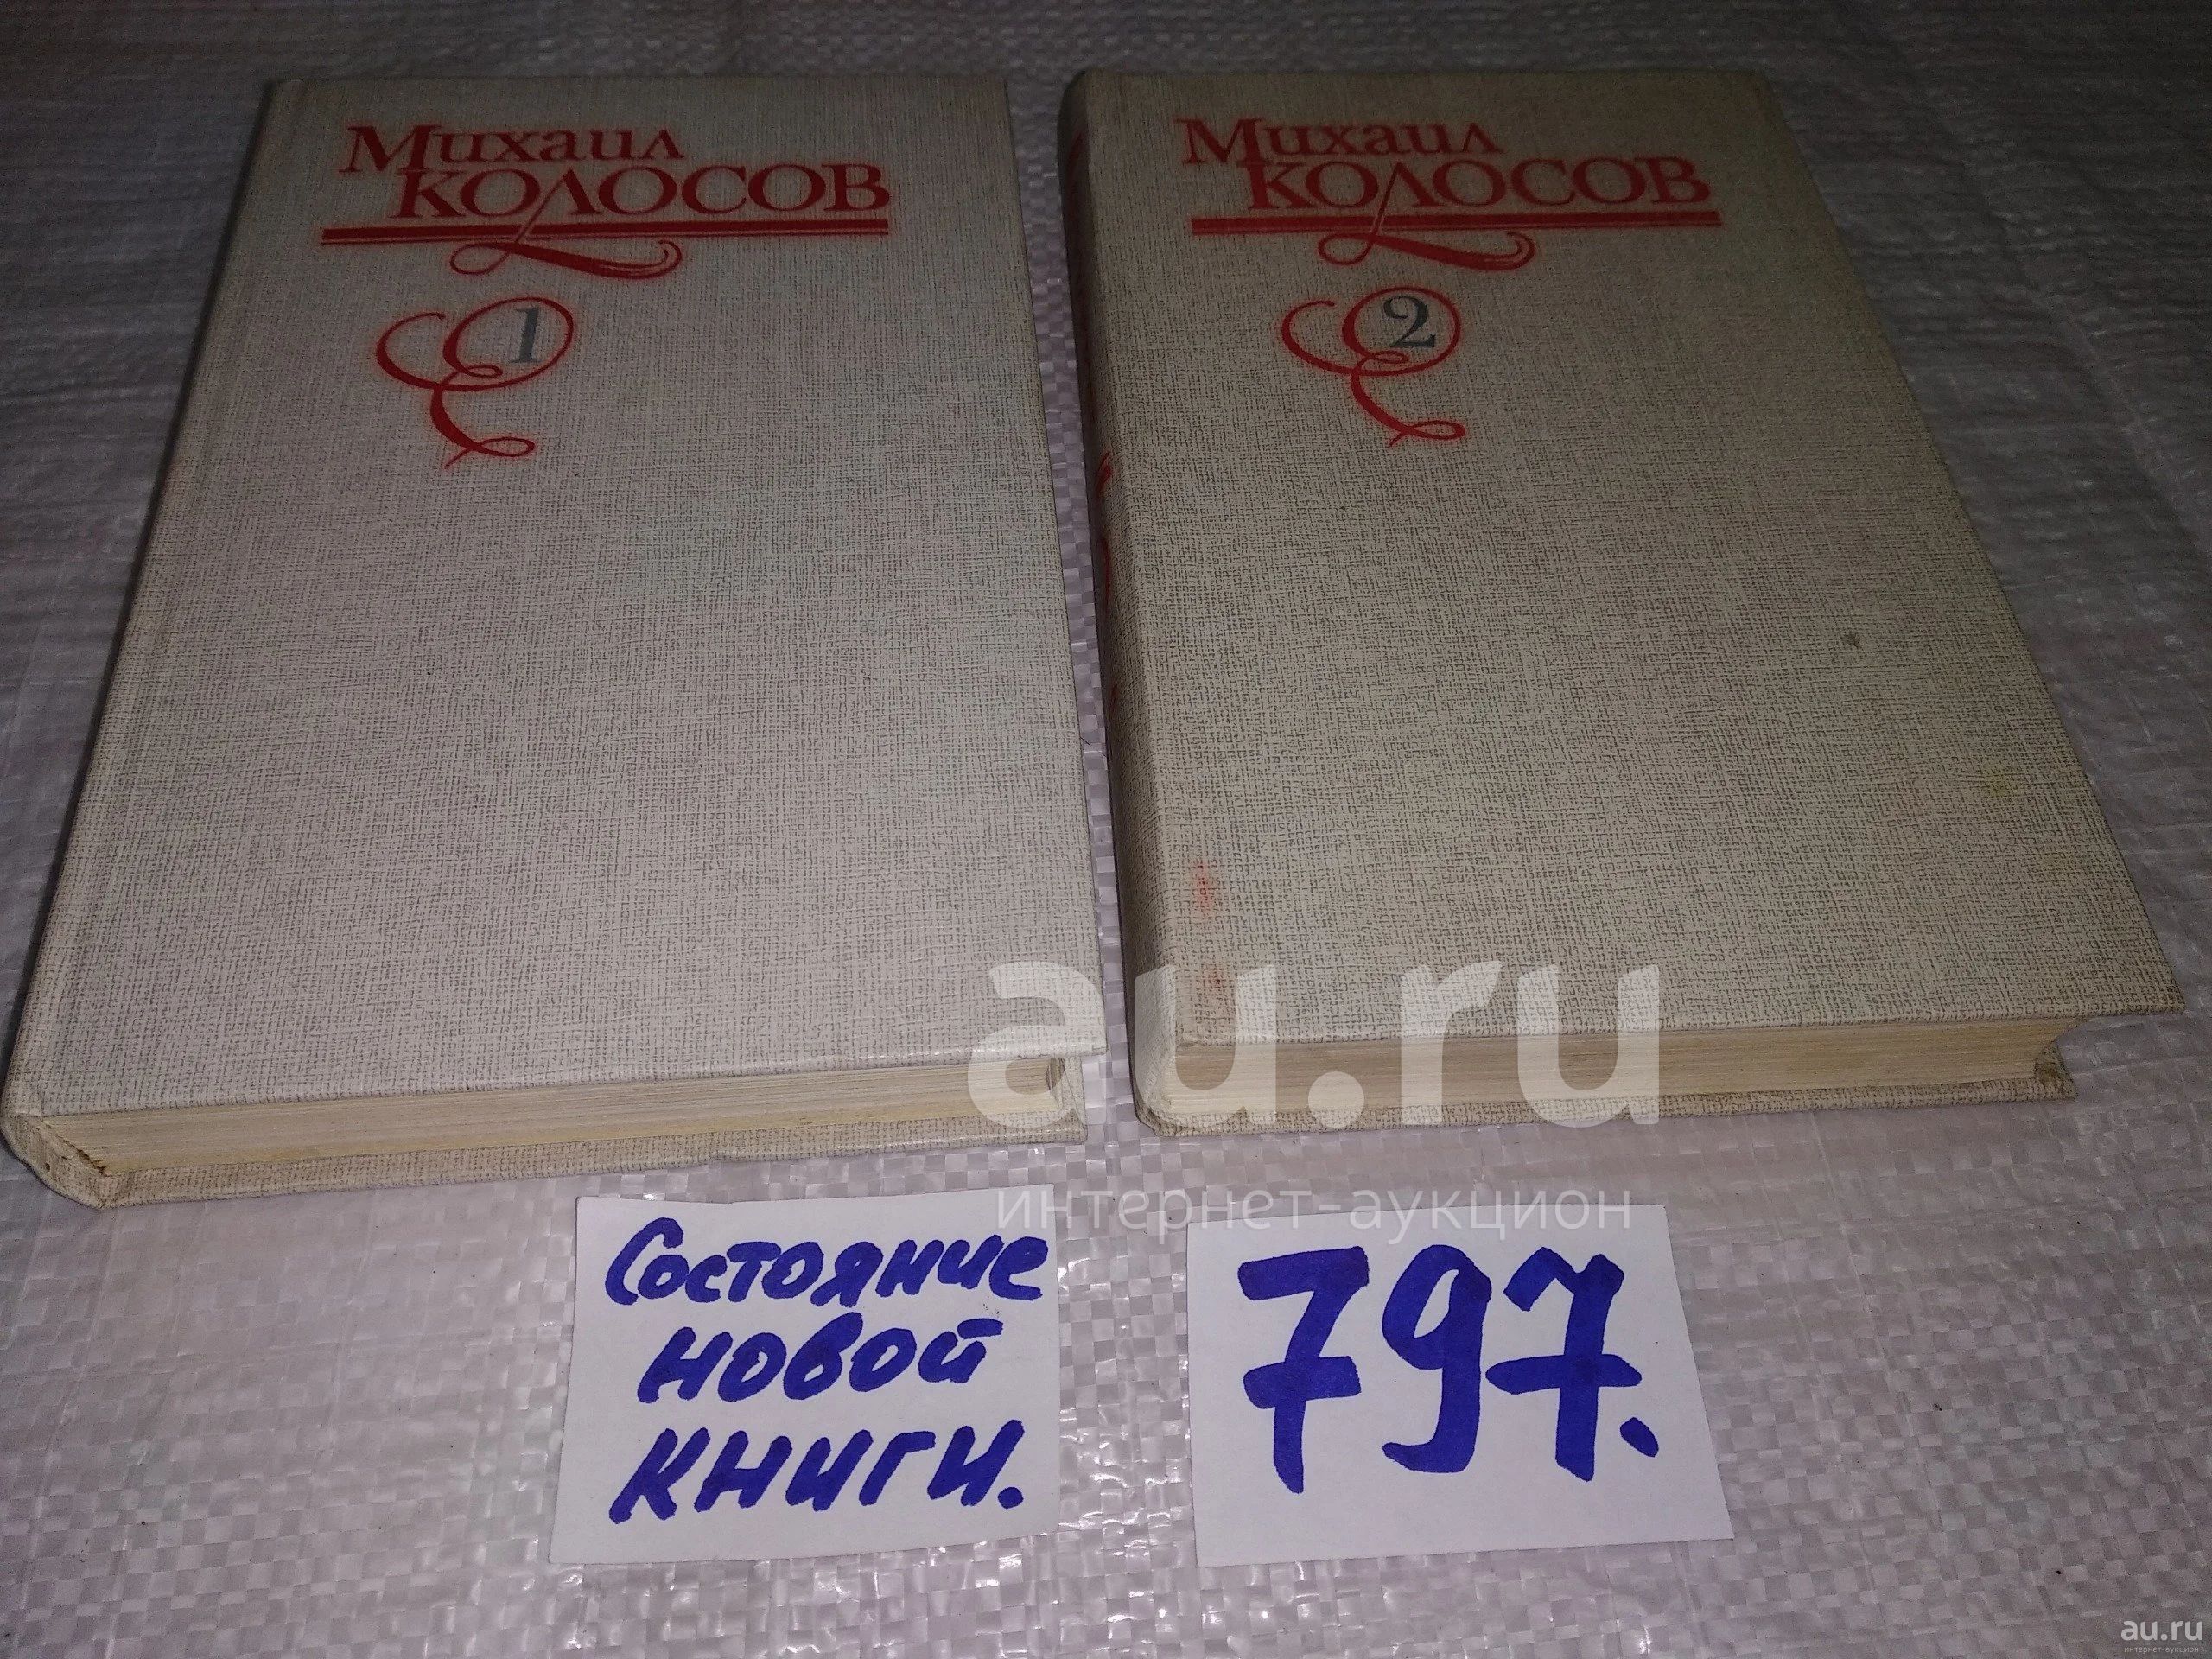 Михаил
КОЛОСОВ
1
Михаил
КОЛОСОВ
2
au.ru
интернет-аукцион
Состояние
новой
книги.
797.
au.ru
интернет-аукцион